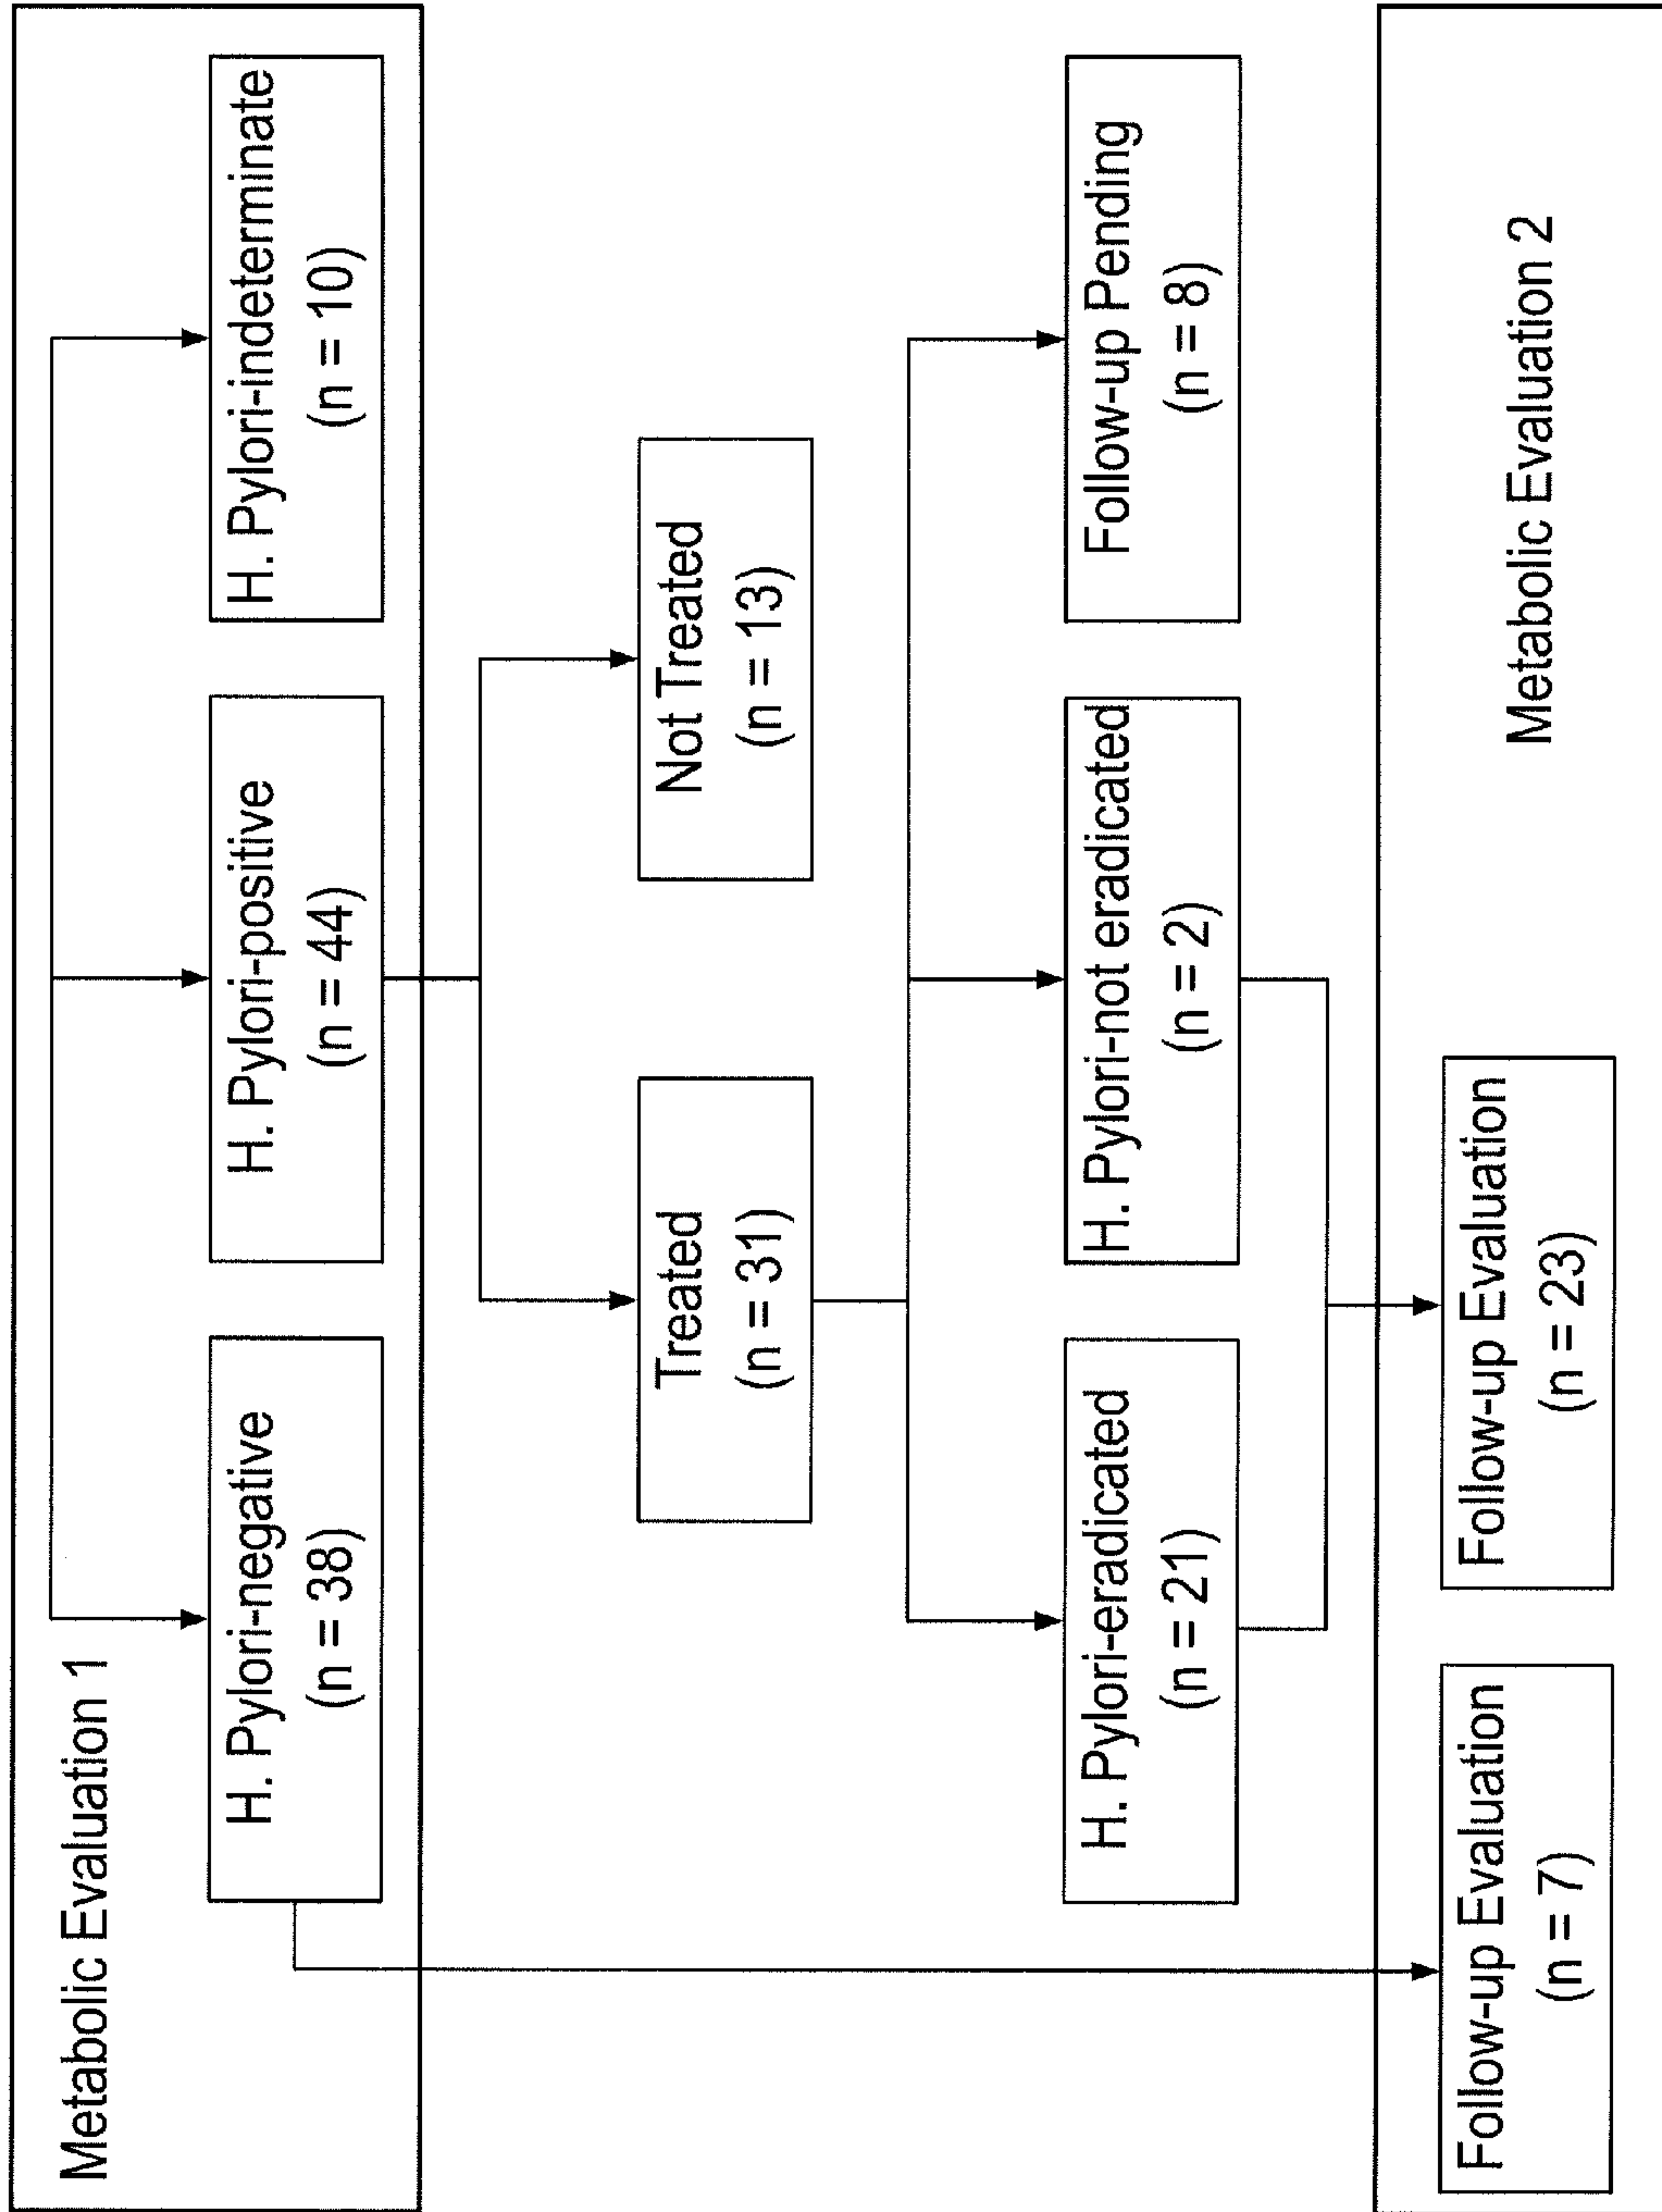 Metabolic Evaluation 1
H. Pylori-negative
(n = 38)
H. Pylori-positive
(n = 44)
H. Pylori-indeterminate
(n = 10)
Treated
(n = 31)
Not Treated
(n = 13)
H. Pylori-eradicated
(n = 21)
H. Pylori-not eradicated
(n = 2)
Follow-up Pending
(n = 8)
Follow-up Evaluation
(n = 7)
Follow-up Evaluation
(n = 23)
Metabolic Evaluation 2